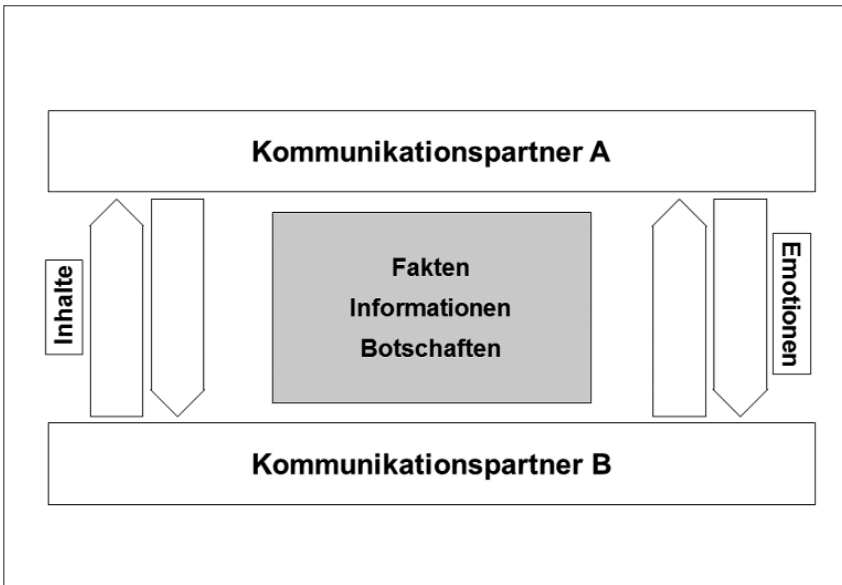 Kommunikationspartner A
Inhalte
Fakten
Informationen
Botschaften
Emotionen
Kommunikationspartner B